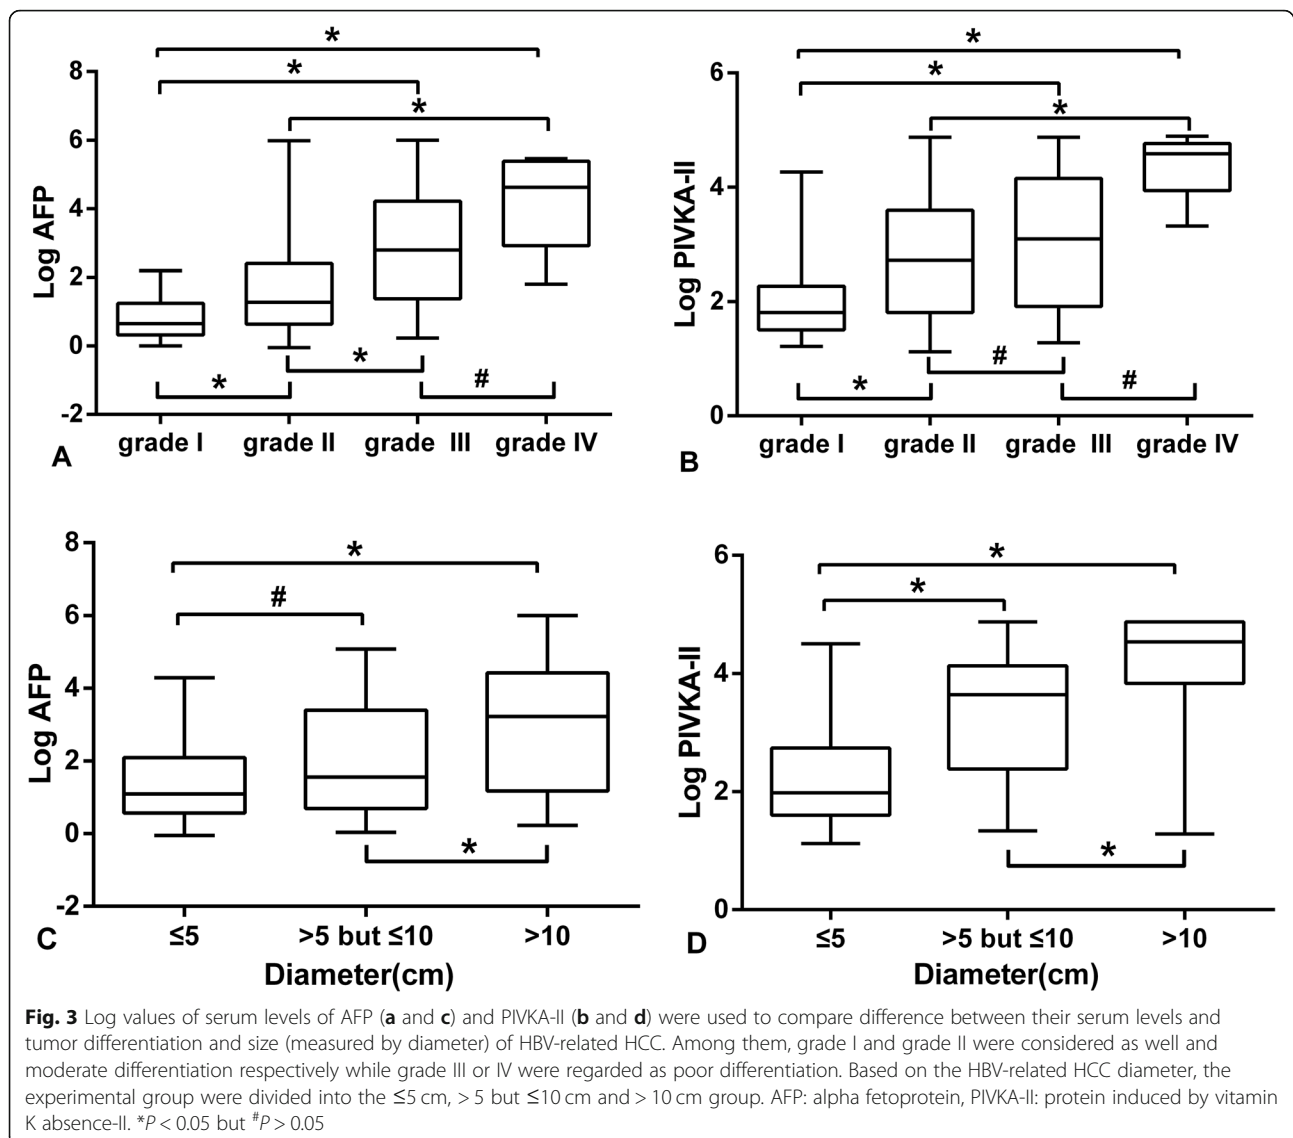 * *
* *
* *
8 6
6
4 4
2
2
0
-2 0
Log AFP Log PIVKA-II
* * # * # #
grade I grade II grade III grade IV grade I grade II grade III grade IV
A B
8 6
* *
# *
6
4 4
2
2
0
-2 0
Log AFP Log PIVKA-II
* *
≤5 >5 but ≤10 >10 ≤5 >5 but ≤10 >10
C D
Diameter(cm) Diameter(cm)
Fig. 3 Log values of serum levels of AFP (a and c) and PIVKA-II (b and d) were used to compare difference between their serum levels and
tumor differentiation and size (measured by diameter) of HBV-related HCC. Among them, grade I and grade II were considered as well and
moderate differentiation respectively while grade III or IV were regarded as poor differentiation. Based on the HBV-related HCC diameter, the
experimental group were divided into the ≤5 cm, > 5 but ≤10 cm and > 10 cm group. AFP: alpha fetoprotein, PIVKA-II: protein induced by vitamin
K absence-II. *P < 0.05 but #P > 0.05